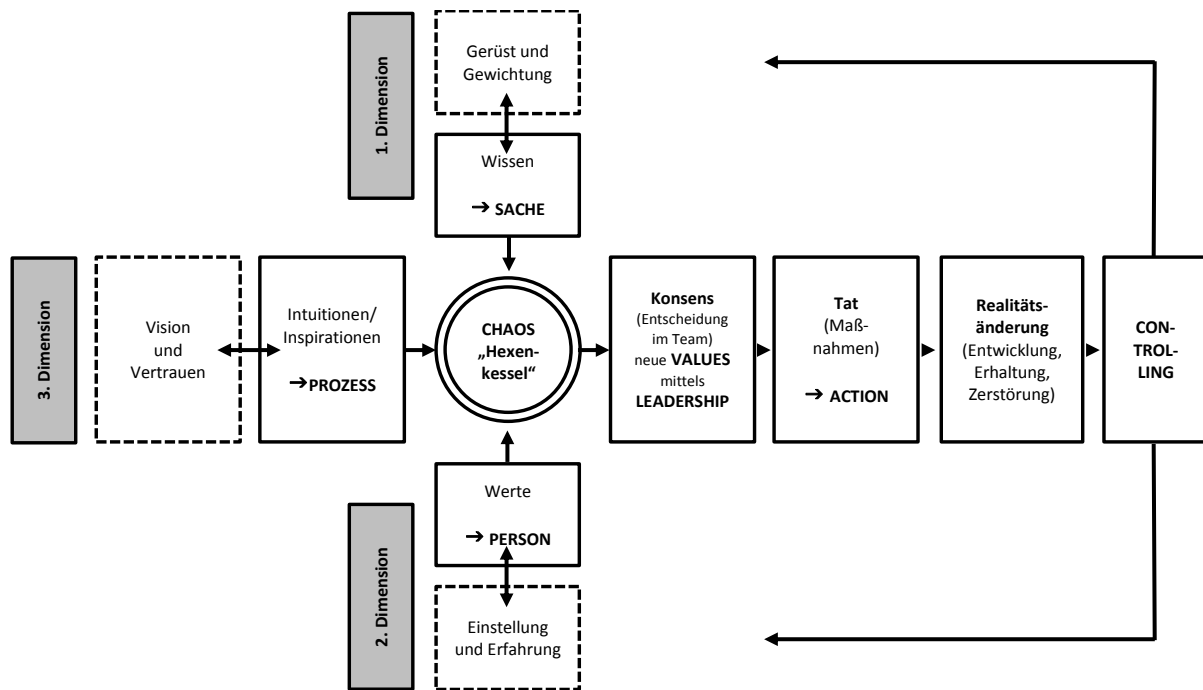 1. Dimension
Gerüst und
Gewichtung
Wissen
➔ SACHE
3. Dimension
Vision
und
Vertrauen
Intuitionen/
Inspirationen
➔PROZESS
CHAOS
„Hexen-
kessel“
Konsens
(Entscheidung
im Team)
neue VALUES
mittels
LEADERSHIP
Tat
(Maß-
nahmen)
➔ ACTION
Realitäts-
änderung
(Entwicklung,
Erhaltung,
Zerstörung)
CON-
TROL-
LING
2. Dimension
Werte
➔ PERSON
Einstellung
und Erfahrung